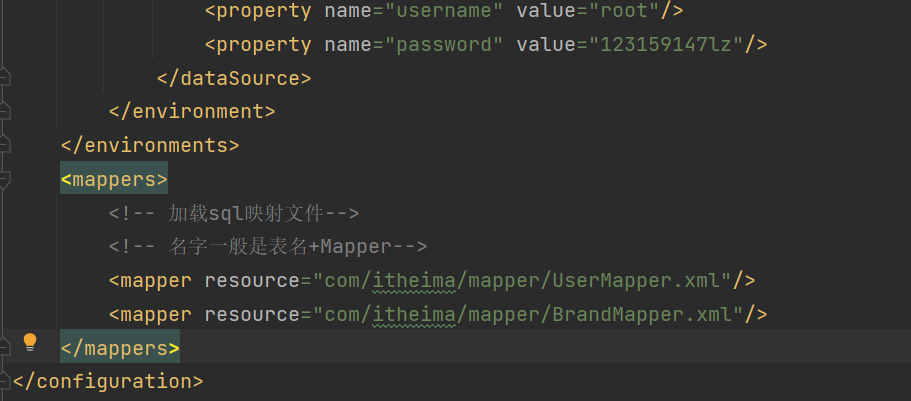 <property name="username" value="root"/>
<property name="password" value="123159147lz"/>
</dataSource>
</environment>
</environments>
<mappers>
<!-- 加载sql映射文件-->
<!-- 名字一般是表名+Mapper-->
<mapper resource="com/itheima/mapper/UserMapper.xml"/>
<mapper resource="com/itheima/mapper/BrandMapper.xml"/>
</mappers>
</configuration>